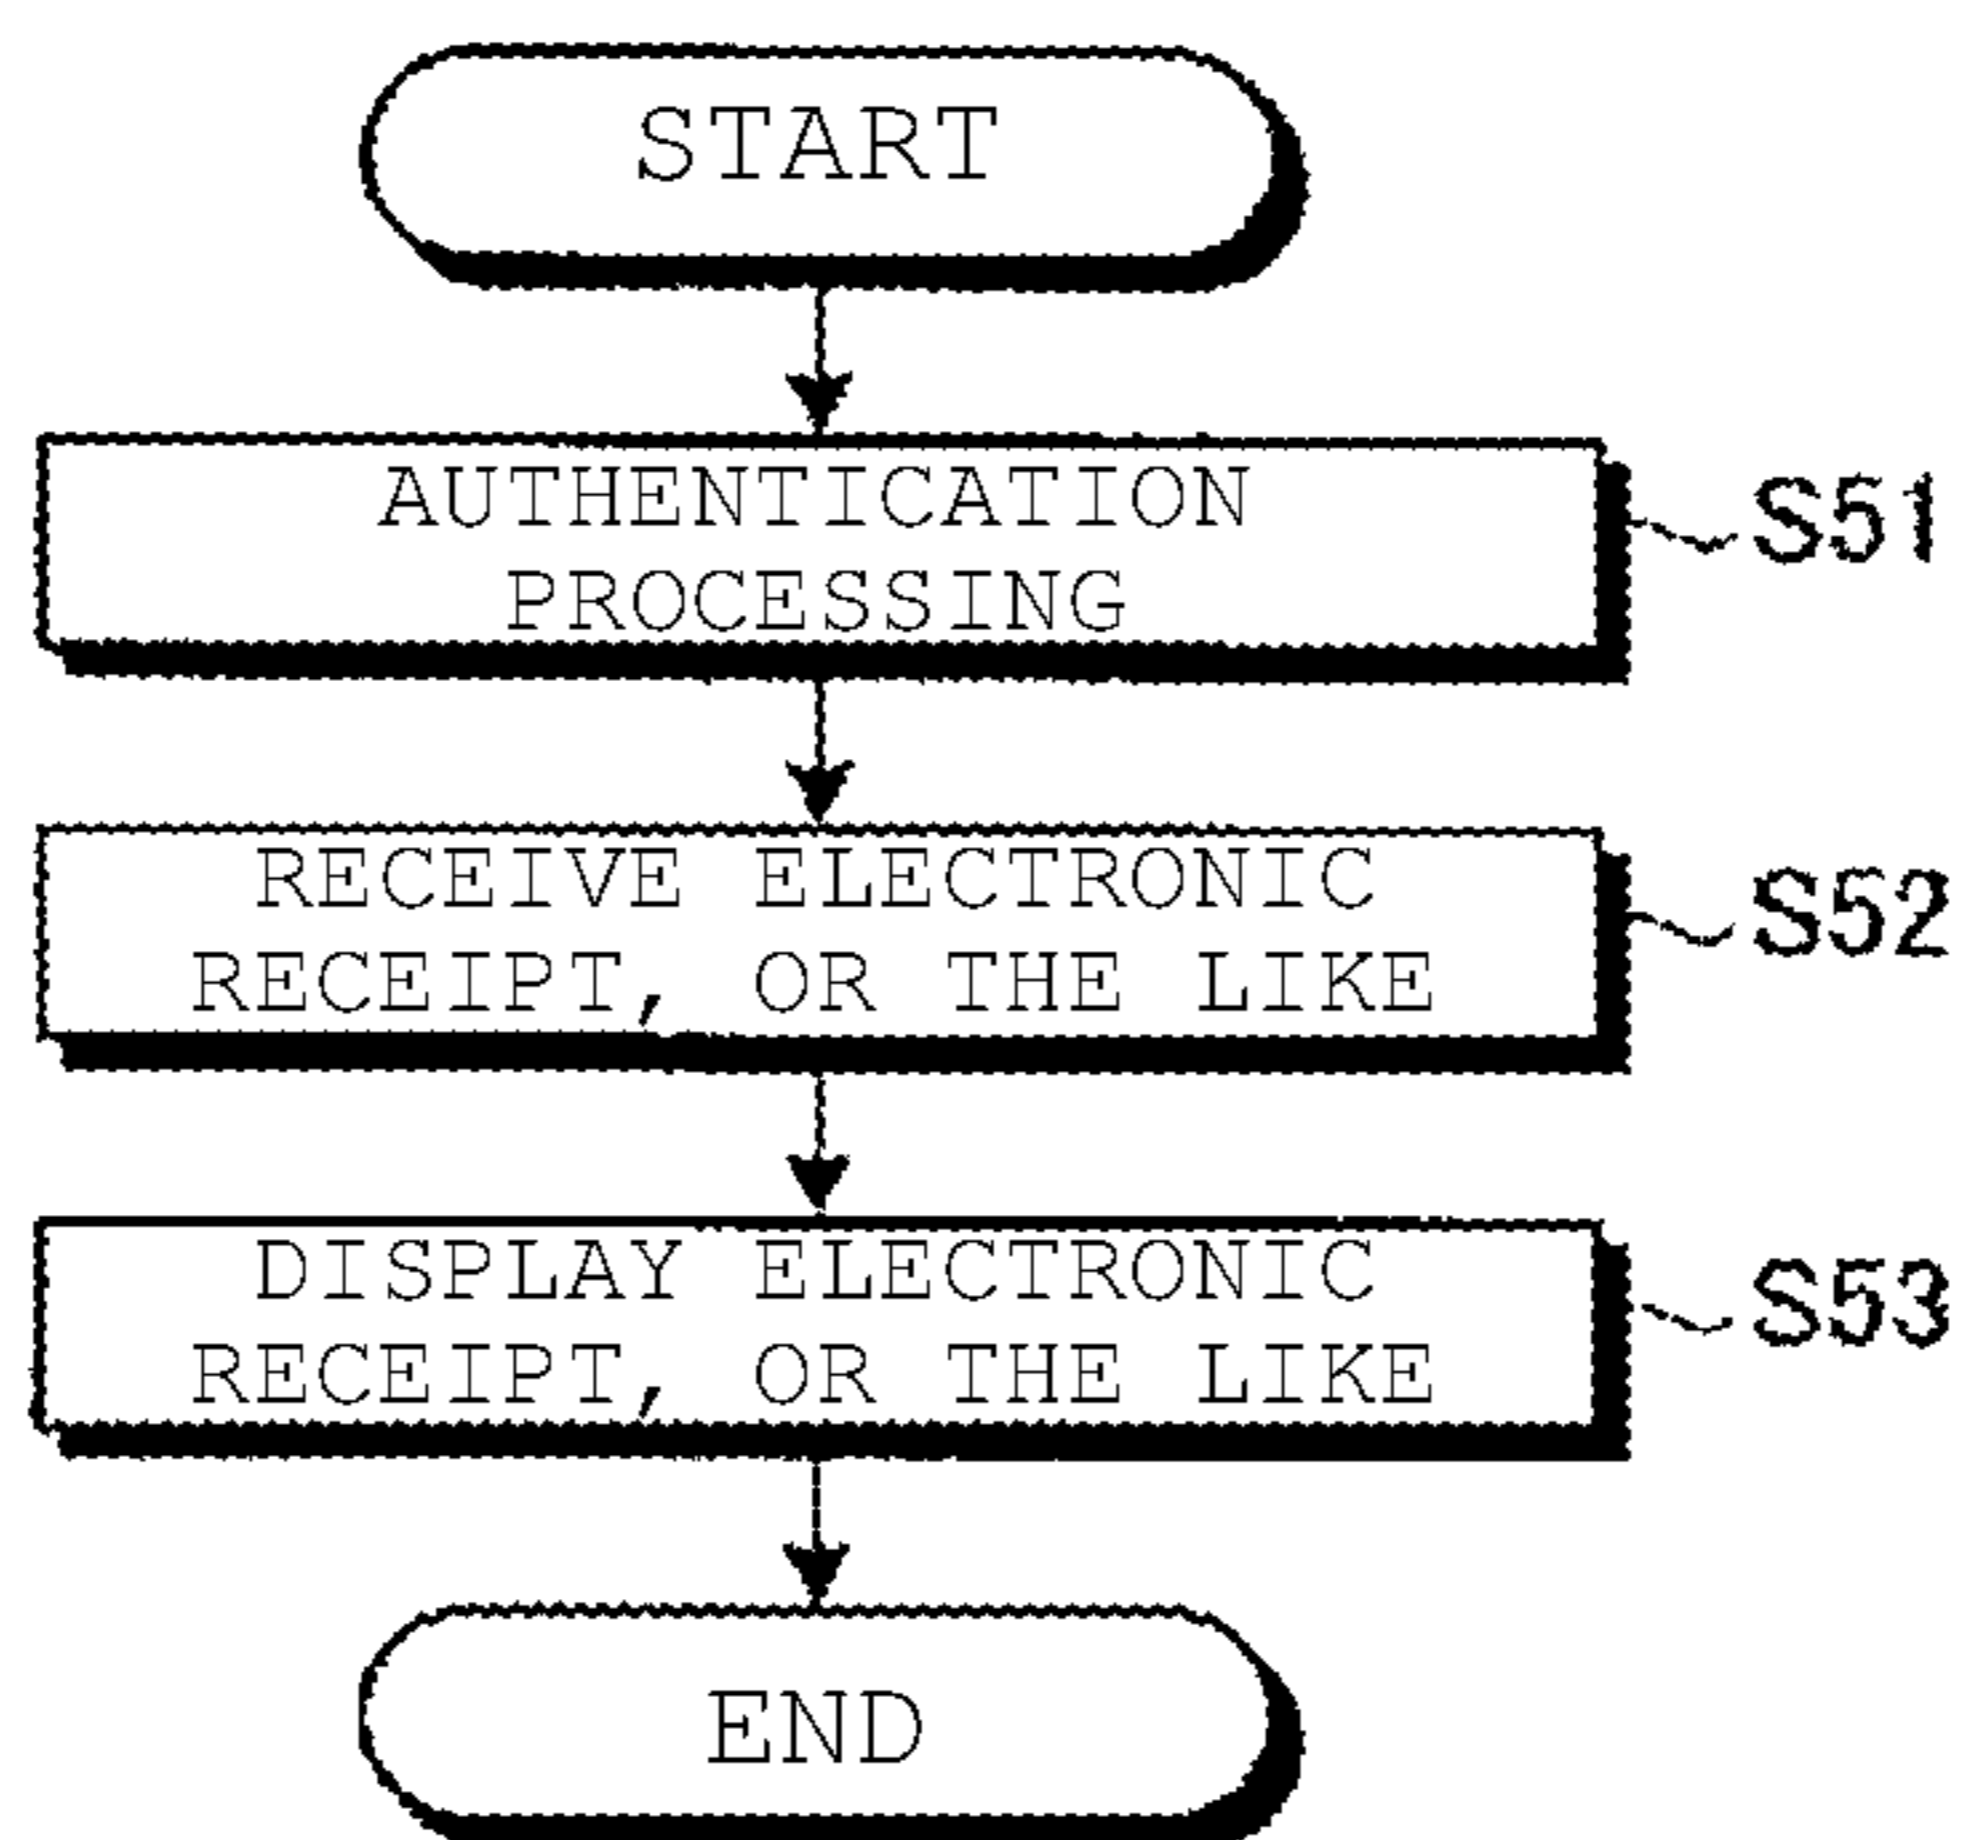 START
AUTHENTICATION
PROCESSING
S51
RECEIVE ELECTRONIC
RECEIPT, OR THE LIKE
S52
DISPLAY ELECTRONIC
RECEIPT, OR THE LIKE
S53
END